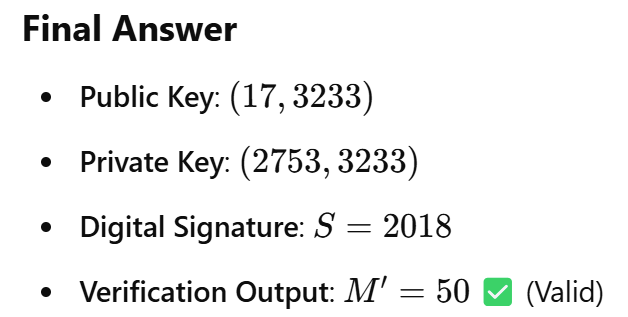 Final Answer
• Public Key: (17, 3233)
• Private Key: (2753, 3233)
• Digital Signature: S = 2018
• Verification Output: M′ = 50 ✅ (Valid)